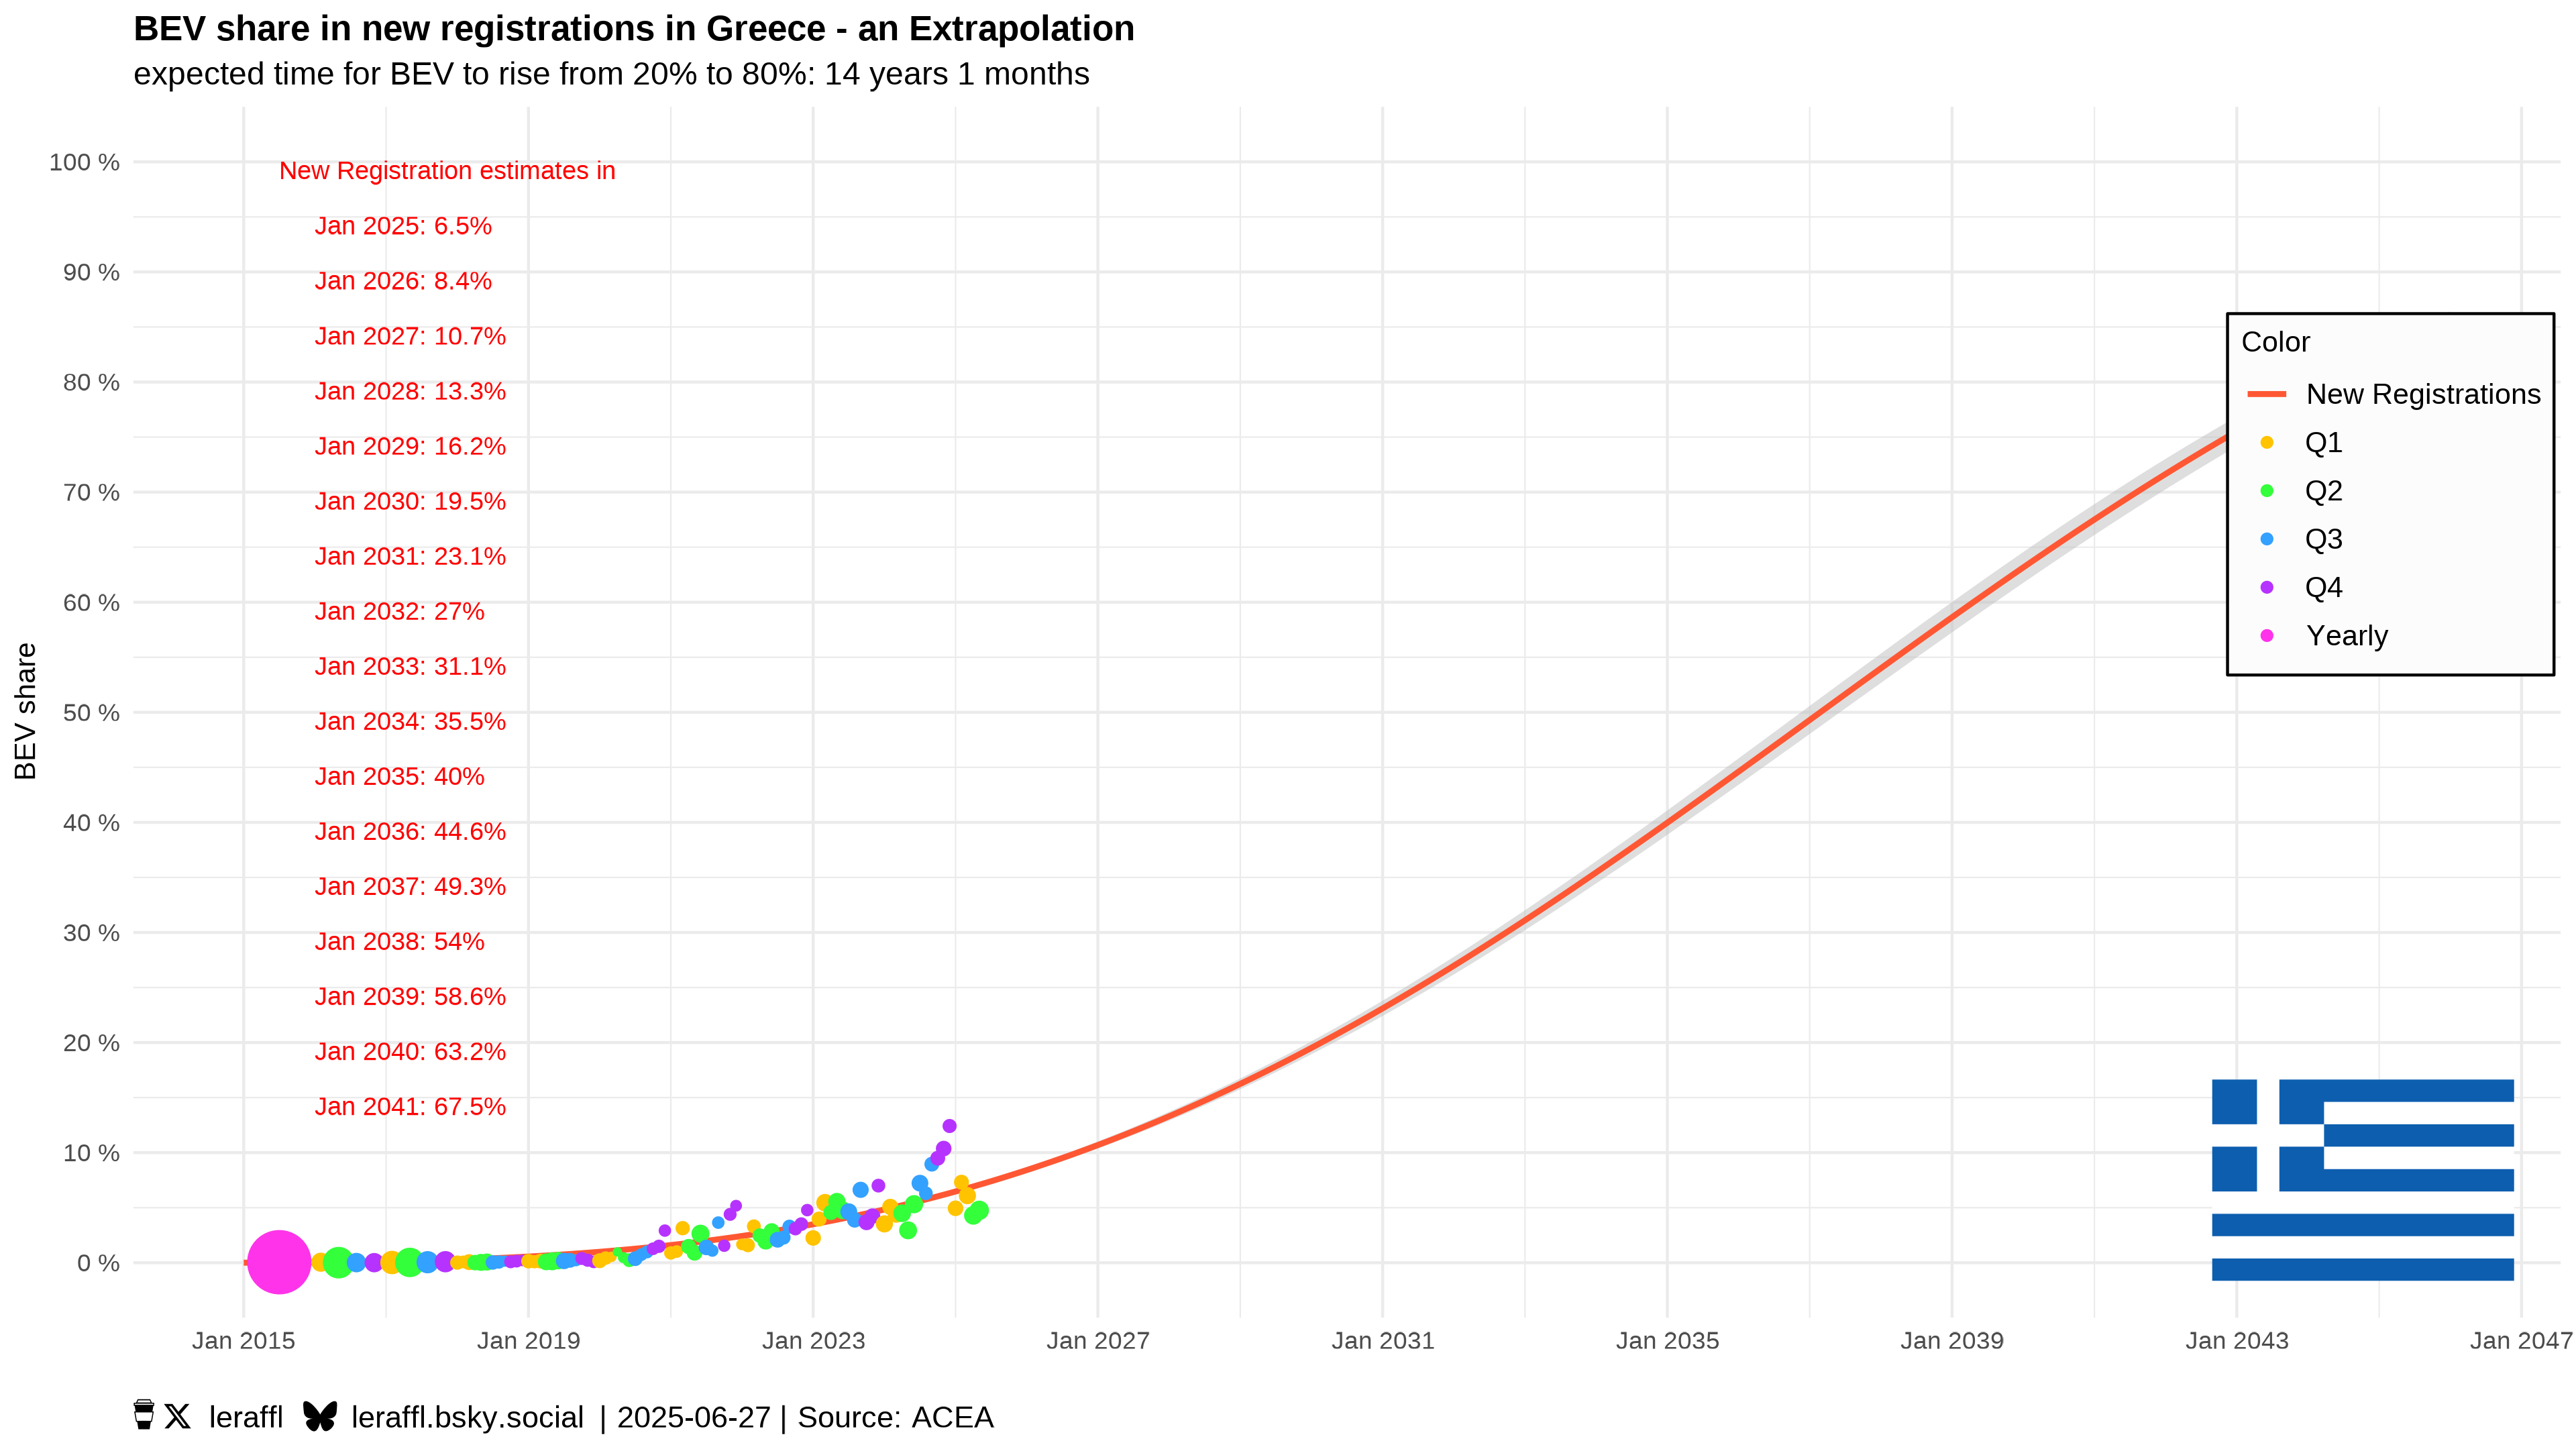 BEV share in new registrations in Greece - an Extrapolation
expected time for BEV to rise from 20% to 80%: 14 years 1 months
BEV share
100 %
90 %
80 %
70 %
60 %
50 %
40 %
30 %
20 %
10 %
0 %
New Registration estimates in
Jan 2025: 6.5%
Jan 2026: 8.4%
Jan 2027: 10.7%
Jan 2028: 13.3%
Jan 2029: 16.2%
Jan 2030: 19.5%
Jan 2031: 23.1%
Jan 2032: 27%
Jan 2033: 31.1%
Jan 2034: 35.5%
Jan 2035: 40%
Jan 2036: 44.6%
Jan 2037: 49.3%
Jan 2038: 54%
Jan 2039: 58.6%
Jan 2040: 63.2%
Jan 2041: 67.5%
Color
New Registrations
Q1
Q2
Q3
Q4
Yearly
Jan 2015 Jan 2019 Jan 2023 Jan 2027 Jan 2031 Jan 2035 Jan 2039 Jan 2043 Jan 2047
leraffl leraffl.bsky.social | 2025-06-27 | Source: ACEA